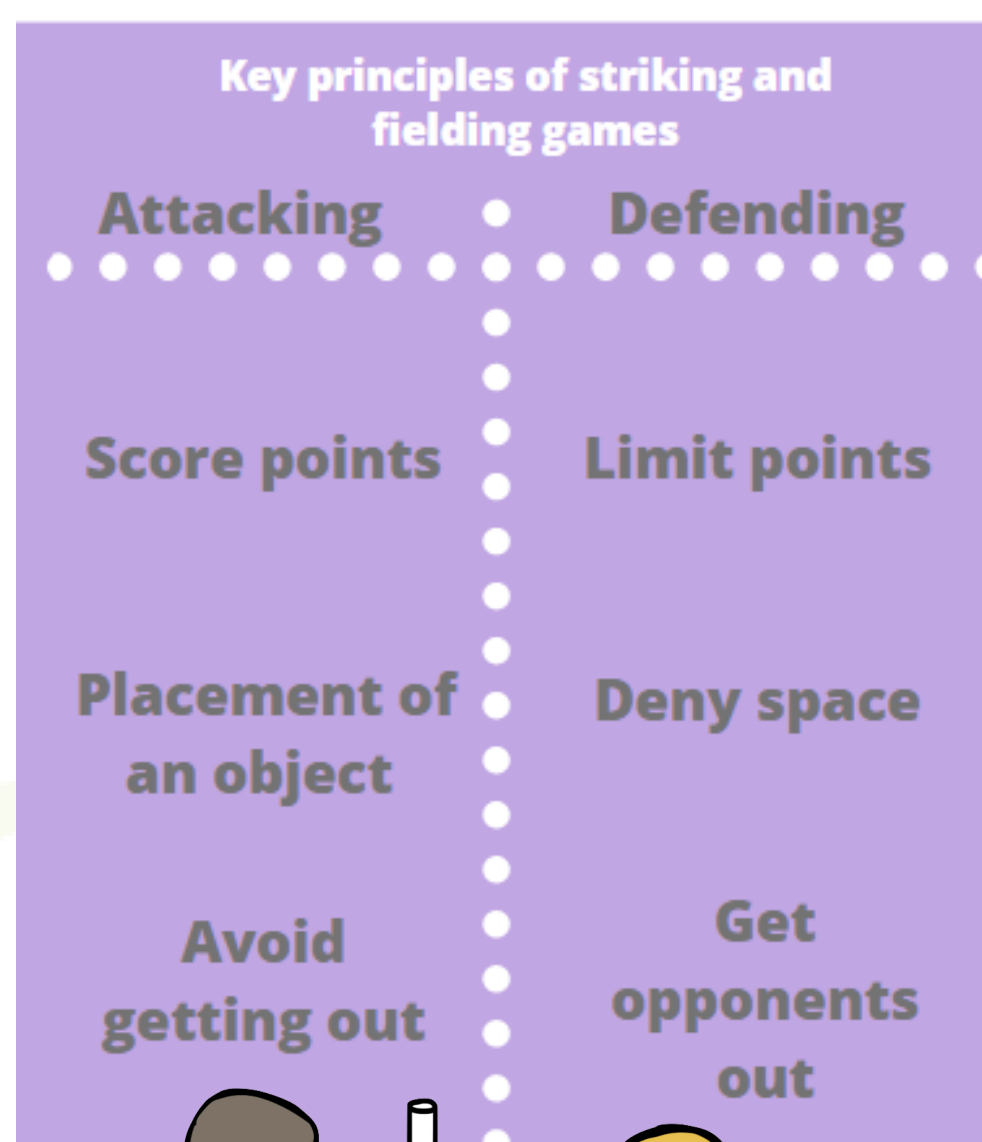 Key principles of striking and
fielding games
Attacking
Defending
Score points
Limit points
Placement of
an object
Deny space
Avoid
getting out
Get
opponents
out